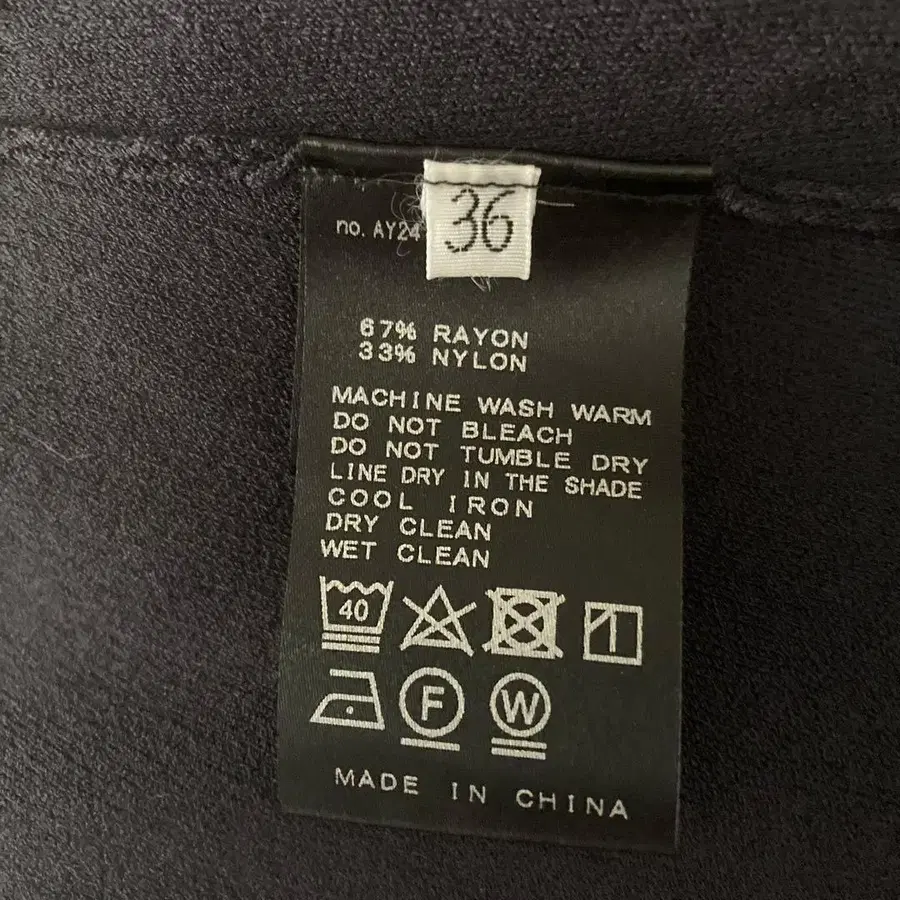 36
no. AY24
67% RAYON
33% NYLON
MACHINE WASH WARM
DO NOT BLEACH
DO NOT TUMBLE DRY
LINE DRY IN THE SHADE
COOL IRON
DRY CLEAN
WET CLEAN
40
F W
MADE IN CHINA